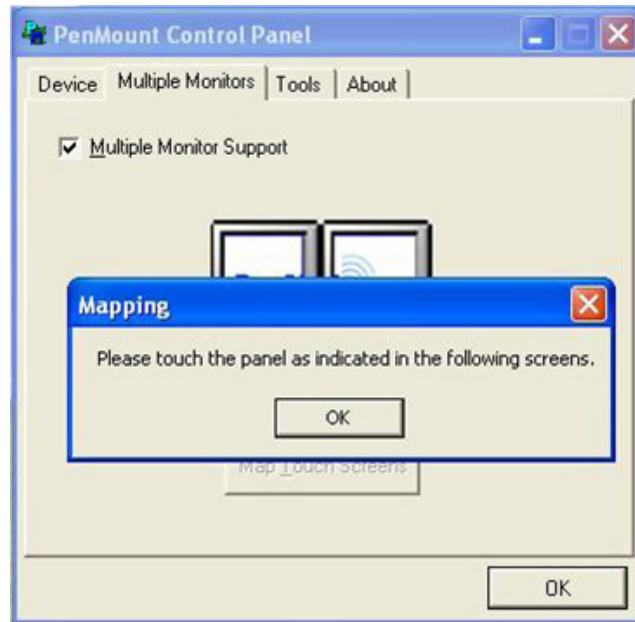 PenMount Control Panel
Device Multiple Monitors Tools About
Multiple Monitor Support
Mapping
Please touch the panel as indicated in the following screens.
OK
Map Touch Screens
OK